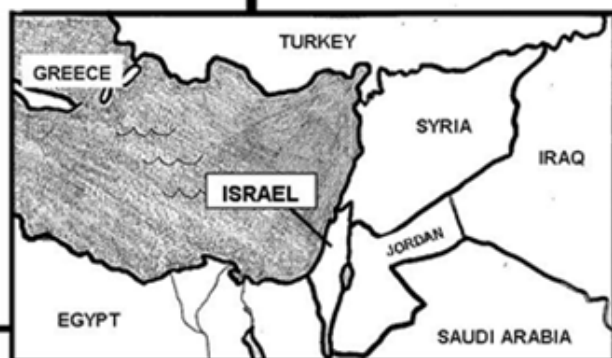 TURKEY
GREECE
SYRIA
IRAQ
ISRAEL
JORDAN
EGYPT
SAUDI ARABIA